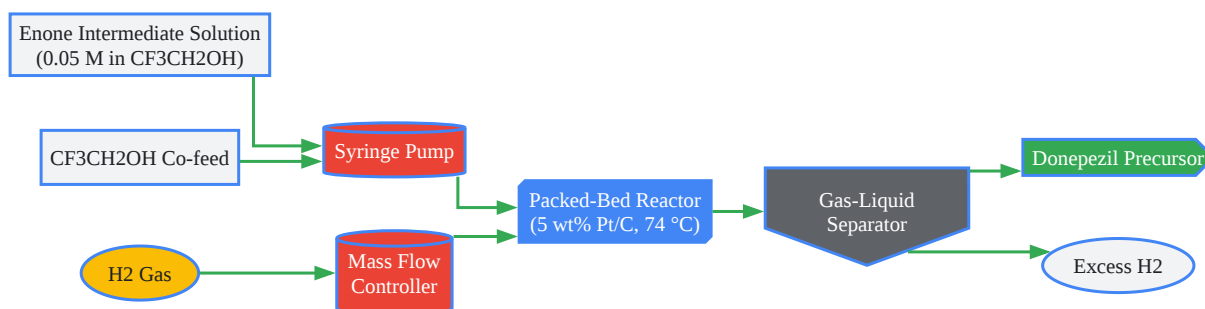 Enone Intermediate Solution
(0.05 M in CF3CH2OH)
CF3CH2OH Co-feed
Syringe Pump
H2 Gas
Mass Flow
Controller
Packed-Bed Reactor
(5 wt% Pt/C, 74 °C)
Gas-Liquid
Separator
Donepezil Precursor
Excess H2